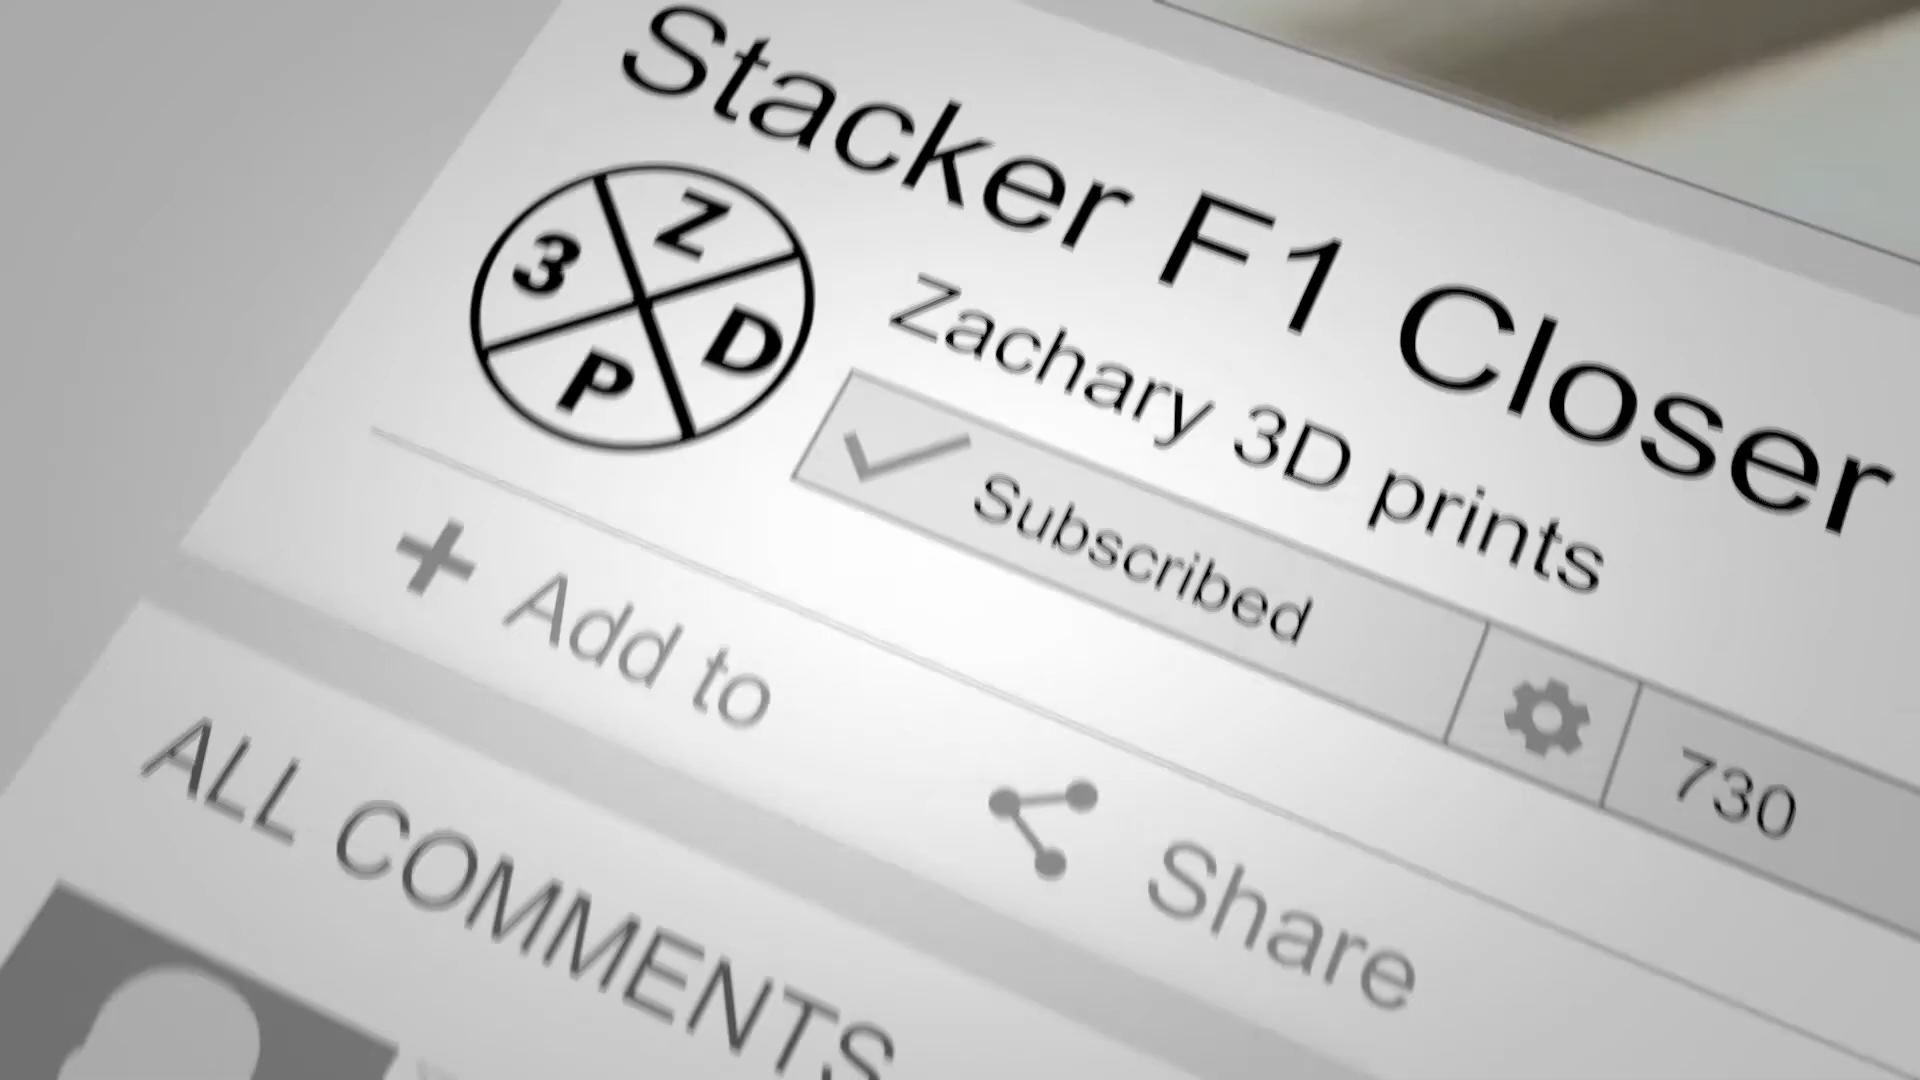 Stacker F1 Closer
3 Z D P
Zachary 3D prints
Subscribed
730
Add to
Share
ALL COMMENTS